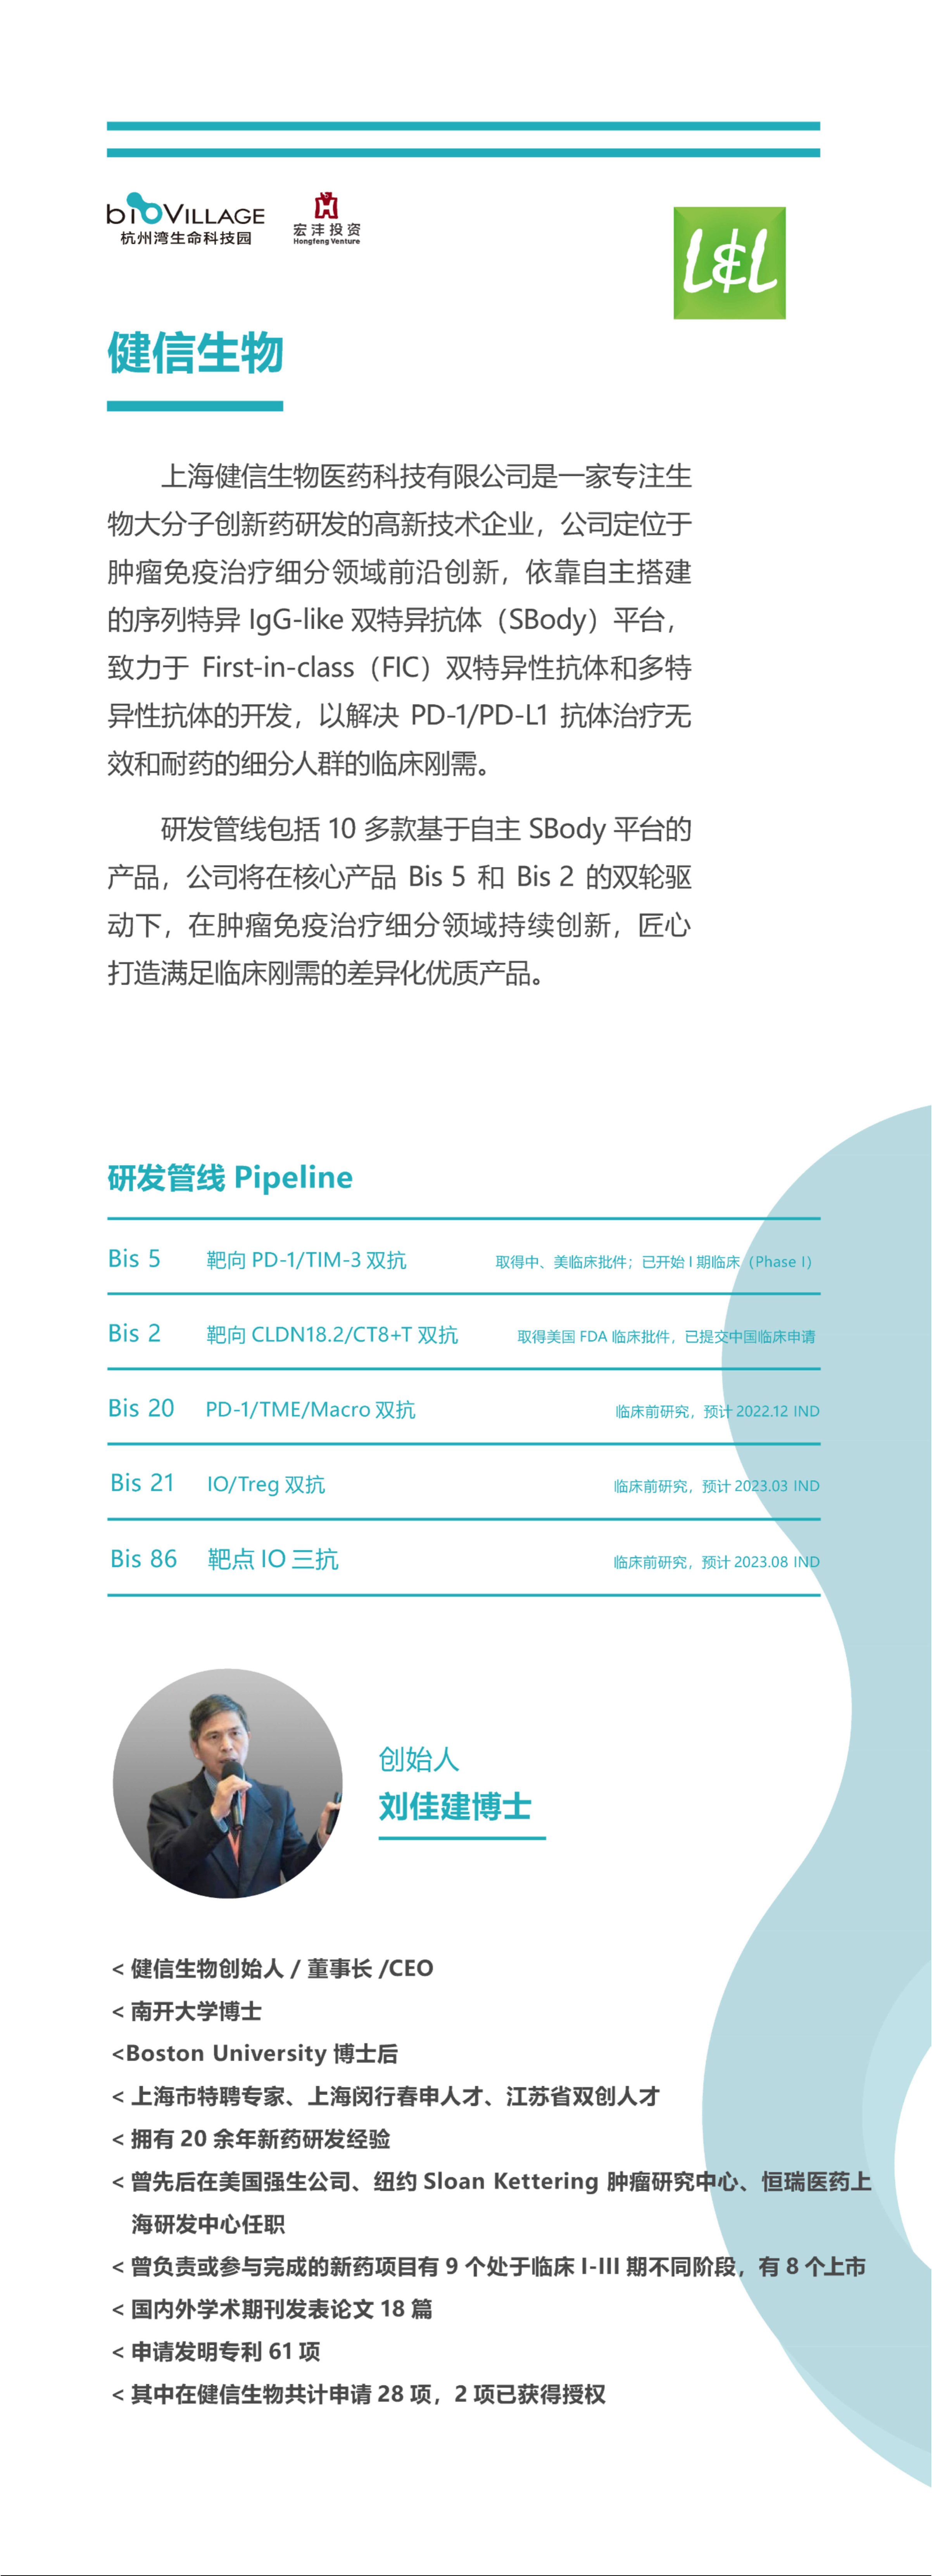 bioVILLAGE
杭州湾生命科技园
宏沣投资
Hongfeng Venture
L&L
健信生物
上海健信生物医药科技有限公司是一家专注生
物大分子创新药研发的高新技术企业，公司定位于
肿瘤免疫治疗细分领域前沿创新，依靠自主搭建
的序列特异 IgG-like 双特异抗体（SBody）平台，
致力于 First-in-class（FIC）双特异性抗体和多特
异性抗体的开发，以解决 PD-1/PD-L1 抗体治疗无
效和耐药的细分人群的临床刚需。
研发管线包括 10 多款基于自主 SBody 平台的
产品，公司将在核心产品 Bis 5 和 Bis 2 的双轮驱
动下，在肿瘤免疫治疗细分领域持续创新，匠心
打造满足临床刚需的差异化优质产品。
研发管线 Pipeline
Bis 5 靶向 PD-1/TIM-3 双抗 取得中、美临床批件；已开始 I 期临床（Phase I）
Bis 2 靶向 CLDN18.2/CT8+T 双抗 取得美国 FDA 临床批件，已提交中国临床申请
Bis 20 PD-1/TME/Macro 双抗 临床前研究，预计 2022.12 IND
Bis 21 IO/Treg 双抗 临床前研究，预计 2023.03 IND
Bis 86 靶点 IO 三抗 临床前研究，预计 2023.08 IND
创始人
刘佳建博士
< 健信生物创始人 / 董事长 /CEO
< 南开大学博士
<Boston University 博士后
< 上海市特聘专家、上海闵行春申人才、江苏省双创人才
< 拥有 20 余年新药研发经验
< 曾先后在美国强生公司、纽约 Sloan Kettering 肿瘤研究中心、恒瑞医药上
海研发中心任职
< 曾负责或参与完成的新药项目有 9 个处于临床 I-III 期不同阶段，有 8 个上市
< 国内外学术期刊发表论文 18 篇
< 申请发明专利 61 项
< 其中在健信生物共计申请 28 项，2 项已获得授权